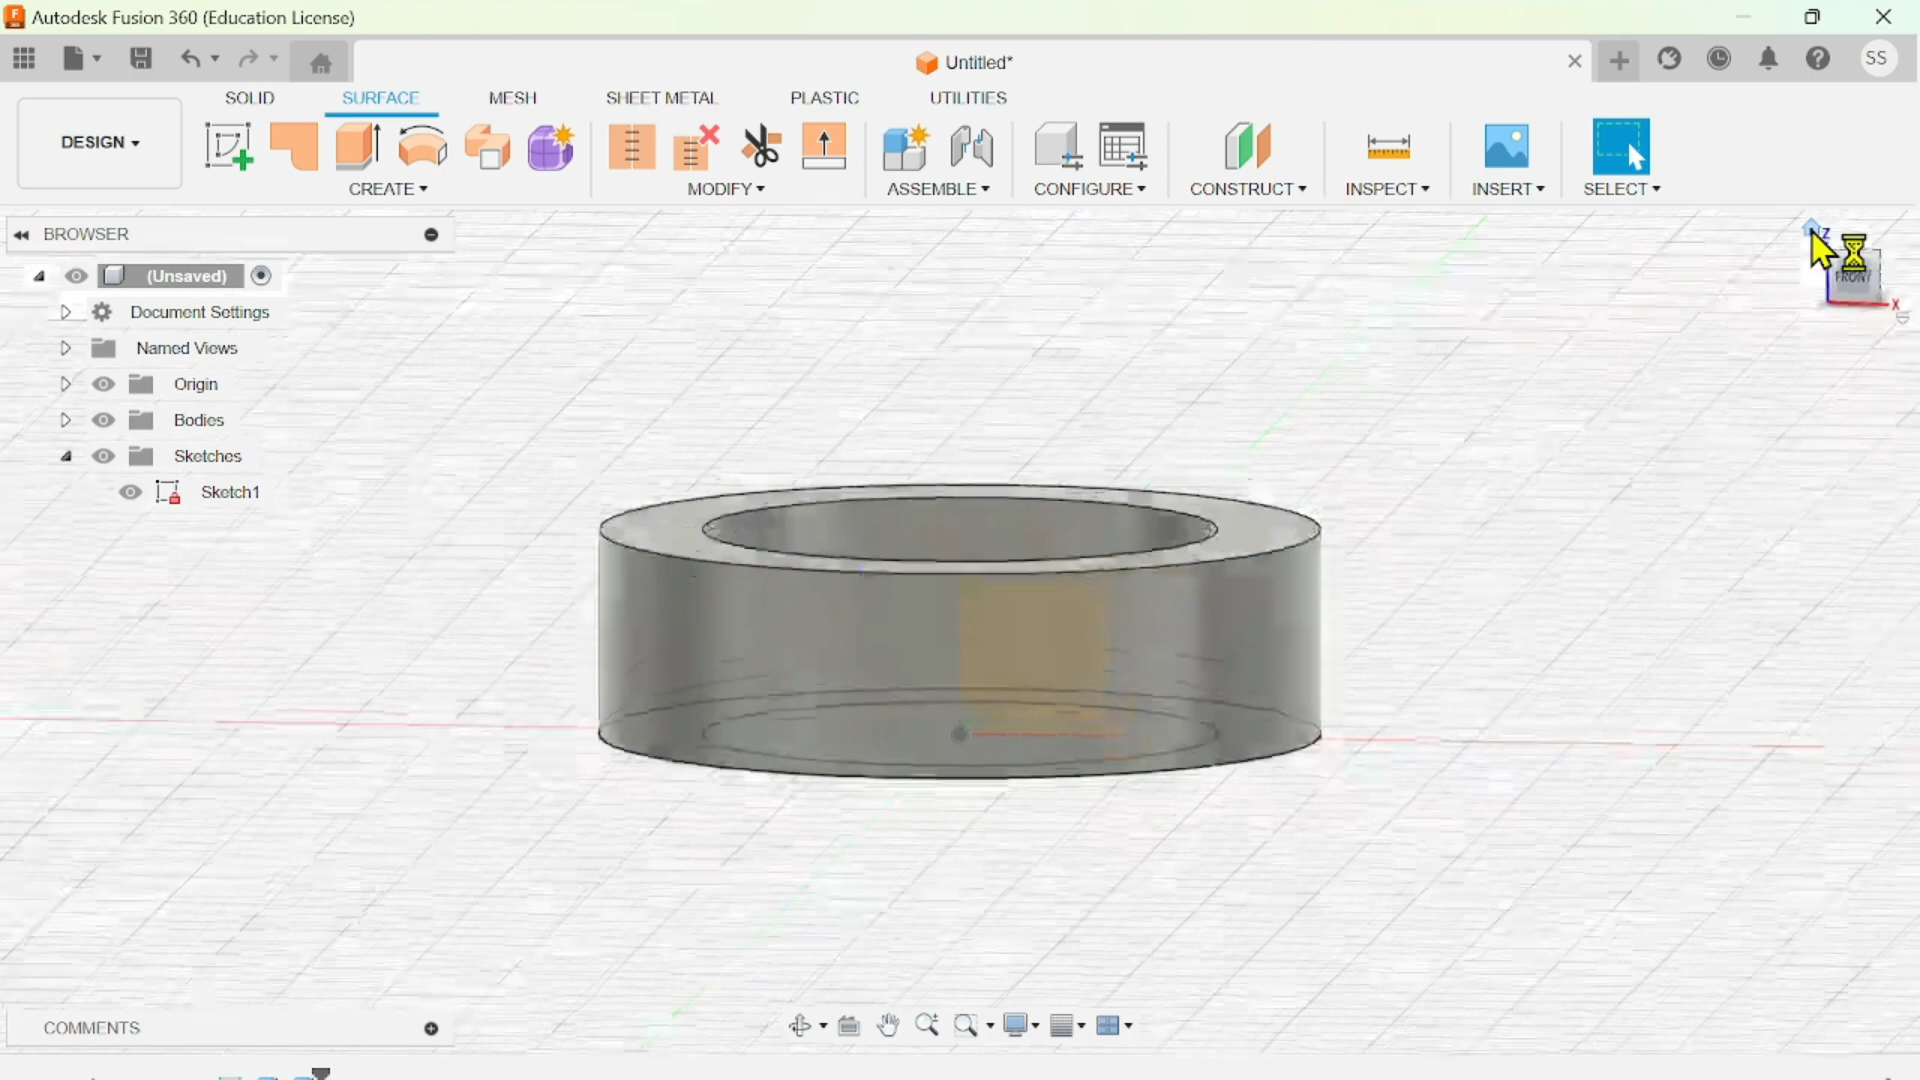 Autodesk Fusion 360 (Education License)
Untitled*
SS
SOLID
SURFACE
MESH
SHEET METAL
PLASTIC
UTILITIES
DESIGN
CREATE
MODIFY
ASSEMBLE
CONFIGURE
CONSTRUCT
INSPECT
INSERT
SELECT
BROWSER
(Unsaved)
Document Settings
Named Views
Origin
Bodies
Sketches
Sketch1
Z
FRONT
X
COMMENTS